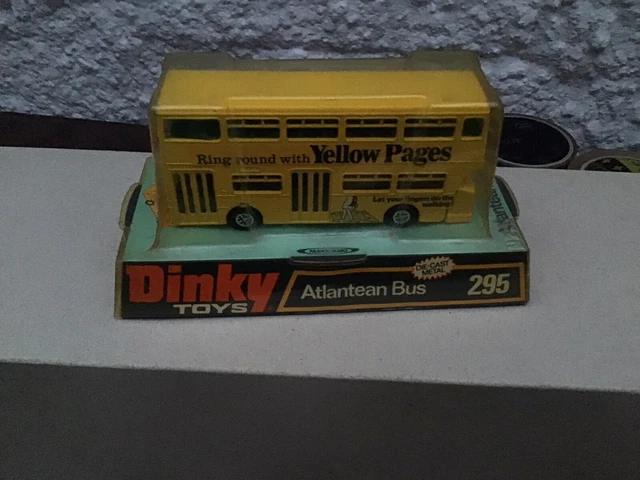 Ring round with Yellow Pages
Let your fingers do the
walking!
Dinky
TOYS
Atlantean Bus
DIE-CAST
METAL
295